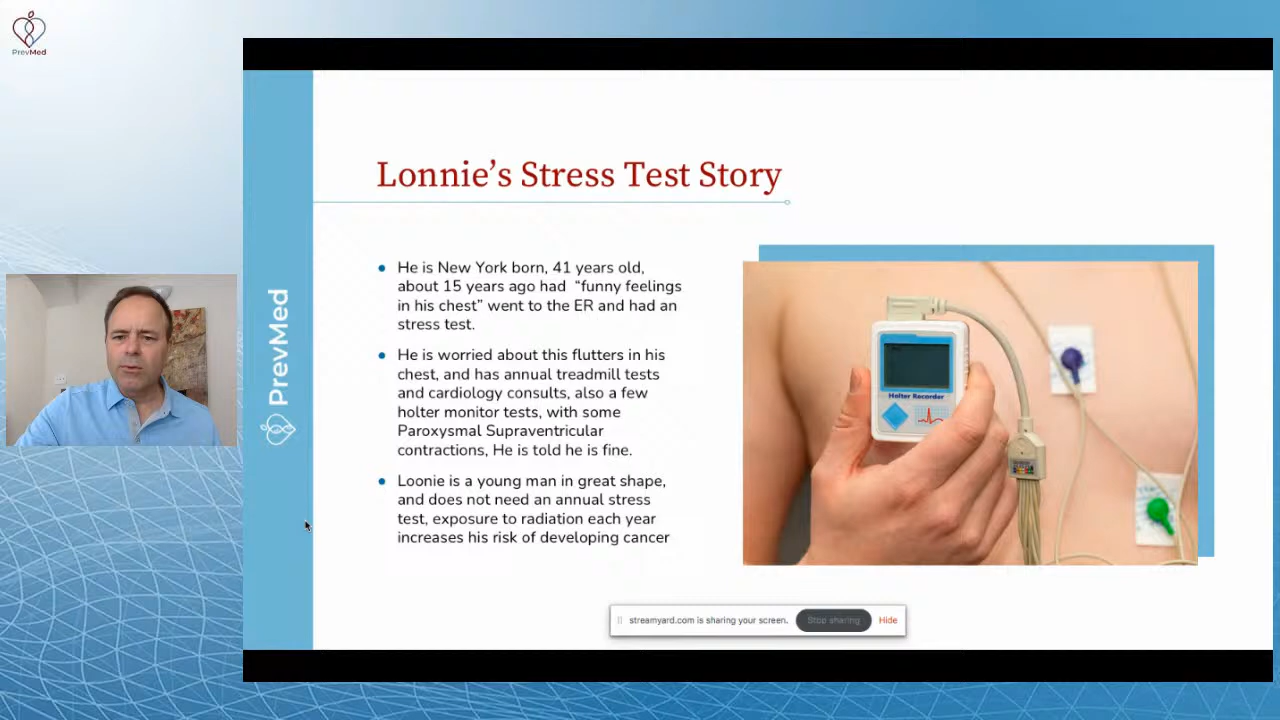 PrevMed
Lonnie's Stress Test Story
He is New York born, 41 years old,
about 15 years ago had "funny feelings
in his chest" went to the ER and had an
stress test.
He is worried about this flutters in his
chest, and has annual treadmill tests
and cardiology consults, also a few
holter monitor tests, with some
Paroxysmal Supraventricular
contractions, He is told he is fine.
Loonie is a young man in great shape,
and does not need an annual stress
test, exposure to radiation each year
increases his risk of developing cancer
PrevMed
Holter Recorder
streamyard.com is sharing your screen.
Stop sharing
Hide